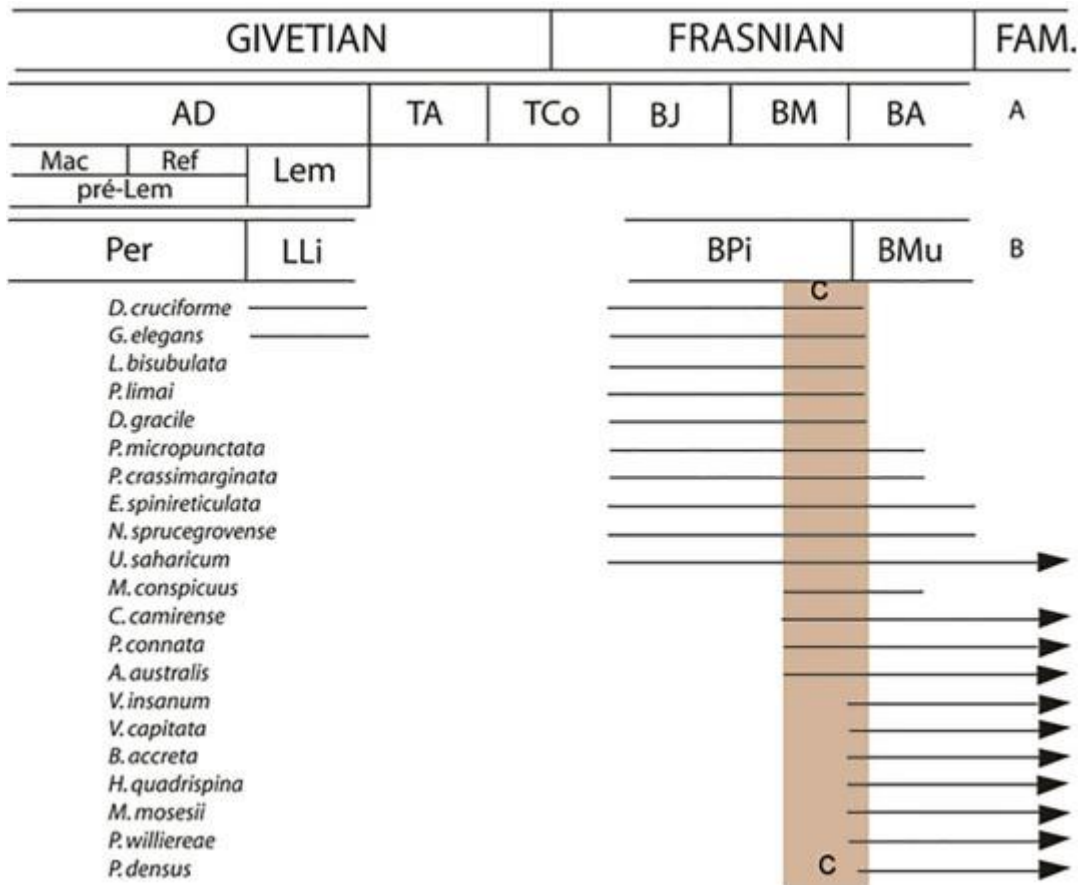 GIVETIAN FRASNIAN FAM.
AD TA TCo BJ BM BA A
Mac Ref Lem
pré-Lem
Per LLi BPi BMu B
C
D. cruciforme
G. elegans
L. bisubulata
P. limai
D. gracile
P. micropunctata
P. crassimarginata
E. spinireticulata
N. sprucegrovense
U. saharicum
M. conspicuus
C. camirense
P. connata
A. australis
V. insanum
V. capitata
B. accreta
H. quadrispina
M. mosesii
P. williereae
P. densus C